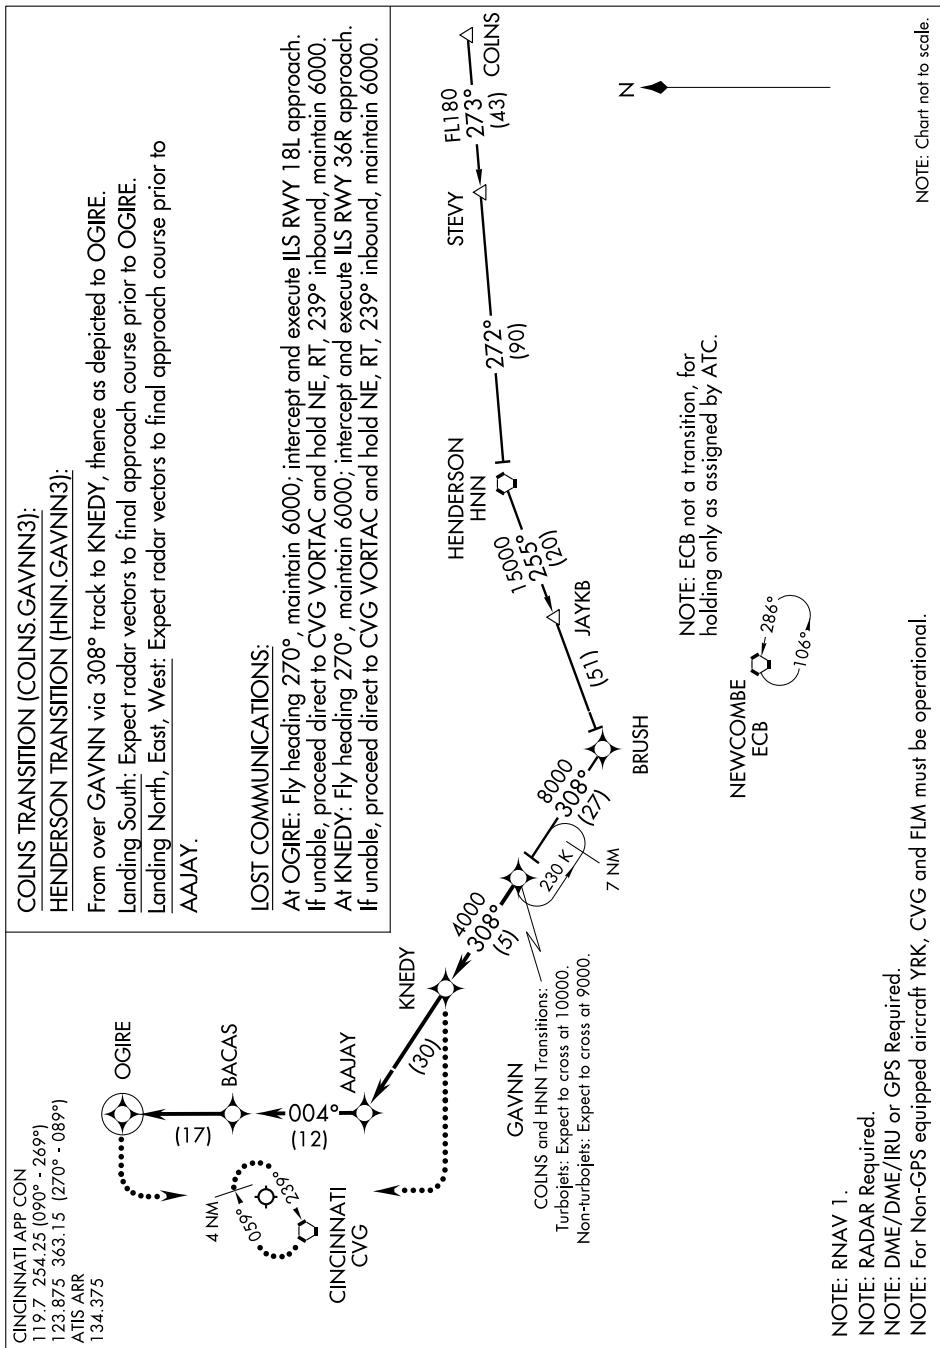 CINCINNATI APP CON
119.7 254.25 (090° - 269°)
123.875 363.15 (270° - 089°)
ATIS ARR
134.375
COLNS TRANSITION (COLNS.GAVNN3):
HENDERSON TRANSITION (HNN.GAVNN3):
From over GAVNN via 308° track to KNEDY, thence as depicted to OGIRE.
Landing South: Expect radar vectors to final approach course prior to OGIRE.
Landing North, East, West: Expect radar vectors to final approach course prior to
AAJAY.
LOST COMMUNICATIONS:
At OGIRE: Fly heading 270°, maintain 6000; intercept and execute ILS RWY 18L approach.
If unable, proceed direct to CVG VORTAC and hold NE, RT, 239° inbound, maintain 6000.
At KNEDY: Fly heading 270°, maintain 6000; intercept and execute ILS RWY 36R approach.
If unable, proceed direct to CVG VORTAC and hold NE, RT, 239° inbound, maintain 6000.
OGIRE
(17)
BACAS
004°
(12)
AAJAY
4 NM
059°
239°
CINCINNATI
CVG
(30)
KNEDY
4000
308°
(5)
GAVNN
COLNS and HNN Transitions:
Turbojets: Expect to cross at 10000.
Non-turbojets: Expect to cross at 9000.
230 K
7 NM
8000
308°
(27)
BRUSH
(51)
JAYKB
15000
255°
(20)
HENDERSON
HNN
272°
(90)
STEVY
FL180
273°
(43)
COLNS
N
NOTE: ECB not a transition, for
holding only as assigned by ATC.
NEWCOMBE
ECB
286°
106°
NOTE: RNAV 1.
NOTE: RADAR Required.
NOTE: DME/DME/IRU or GPS Required.
NOTE: For Non-GPS equipped aircraft YRK, CVG and FLM must be operational.
NOTE: Chart not to scale.